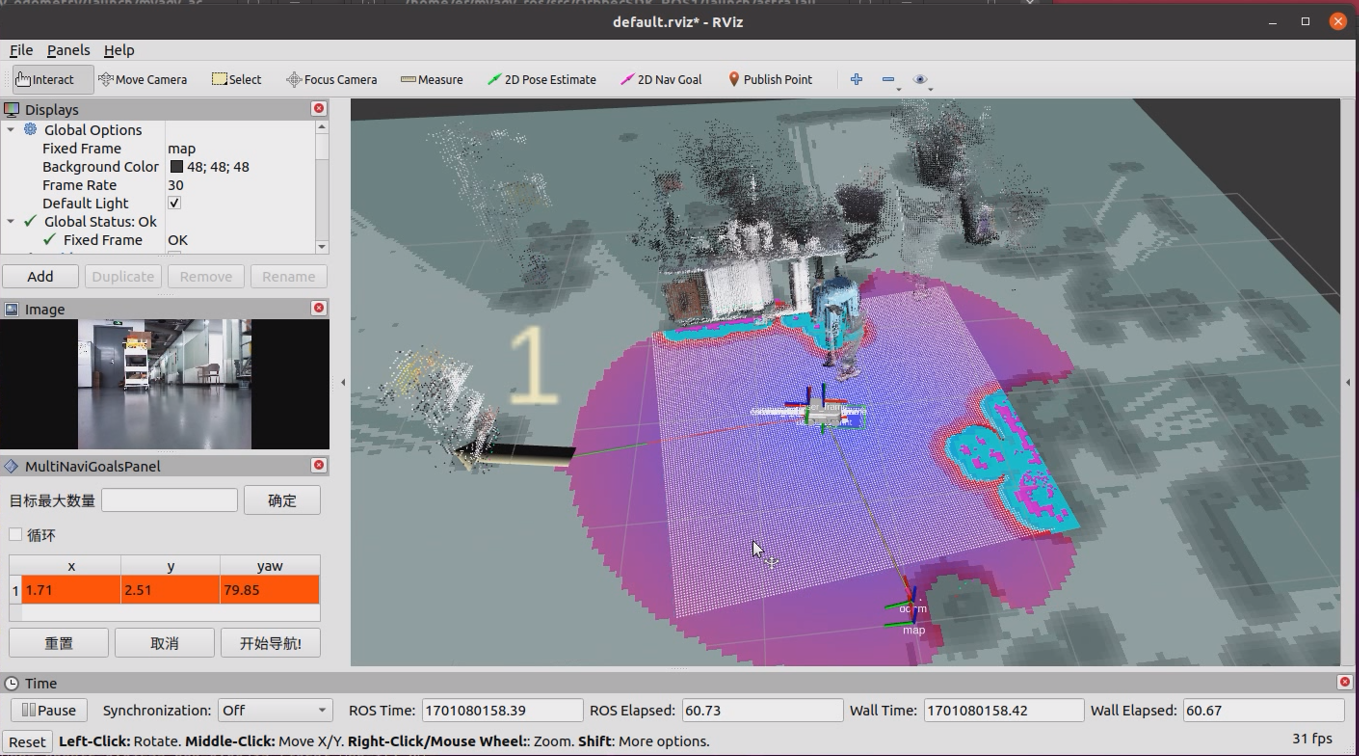 default.rviz* - RViz
File Panels Help
Interact Move Camera Select Focus Camera Measure 2D Pose Estimate 2D Nav Goal Publish Point
Displays
Global Options
Fixed Frame map
Background Color 48; 48; 48
Frame Rate 30
Default Light
Global Status: Ok
Fixed Frame OK
Add Duplicate Remove Rename
Image
MultiNaviGoalsPanel
目标最大数量 确定
循环
x y yaw
1 1.71 2.51 79.85
重置 取消 开始导航!
1
map
Time
Pause Synchronization: Off ROS Time: 1701080158.39 ROS Elapsed: 60.73 Wall Time: 1701080158.42 Wall Elapsed: 60.67
Reset Left-Click: Rotate. Middle-Click: Move X/Y. Right-Click/Mouse Wheel:: Zoom. Shift: More options. 31 fps